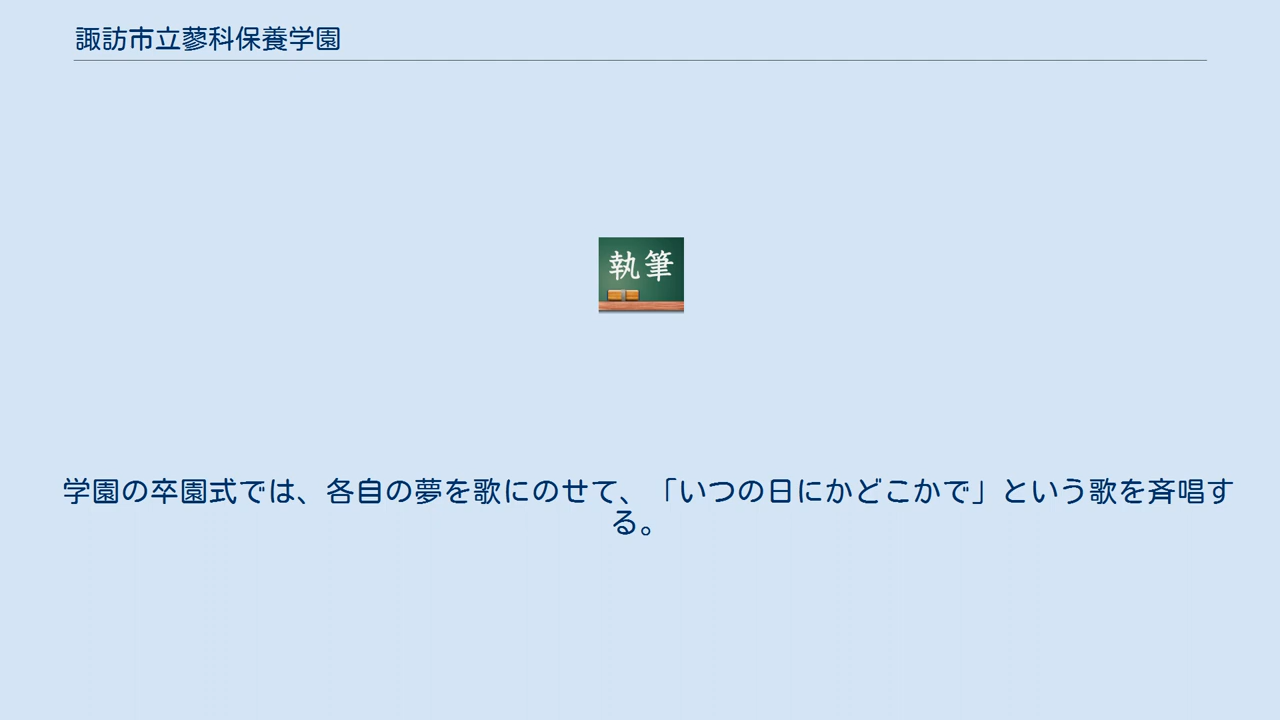 諏訪市立蓼科保養学園
執筆
学園の卒園式では、各自の夢を歌にのせて、「いつの日にかどこかで」という歌を斉唱す
る。